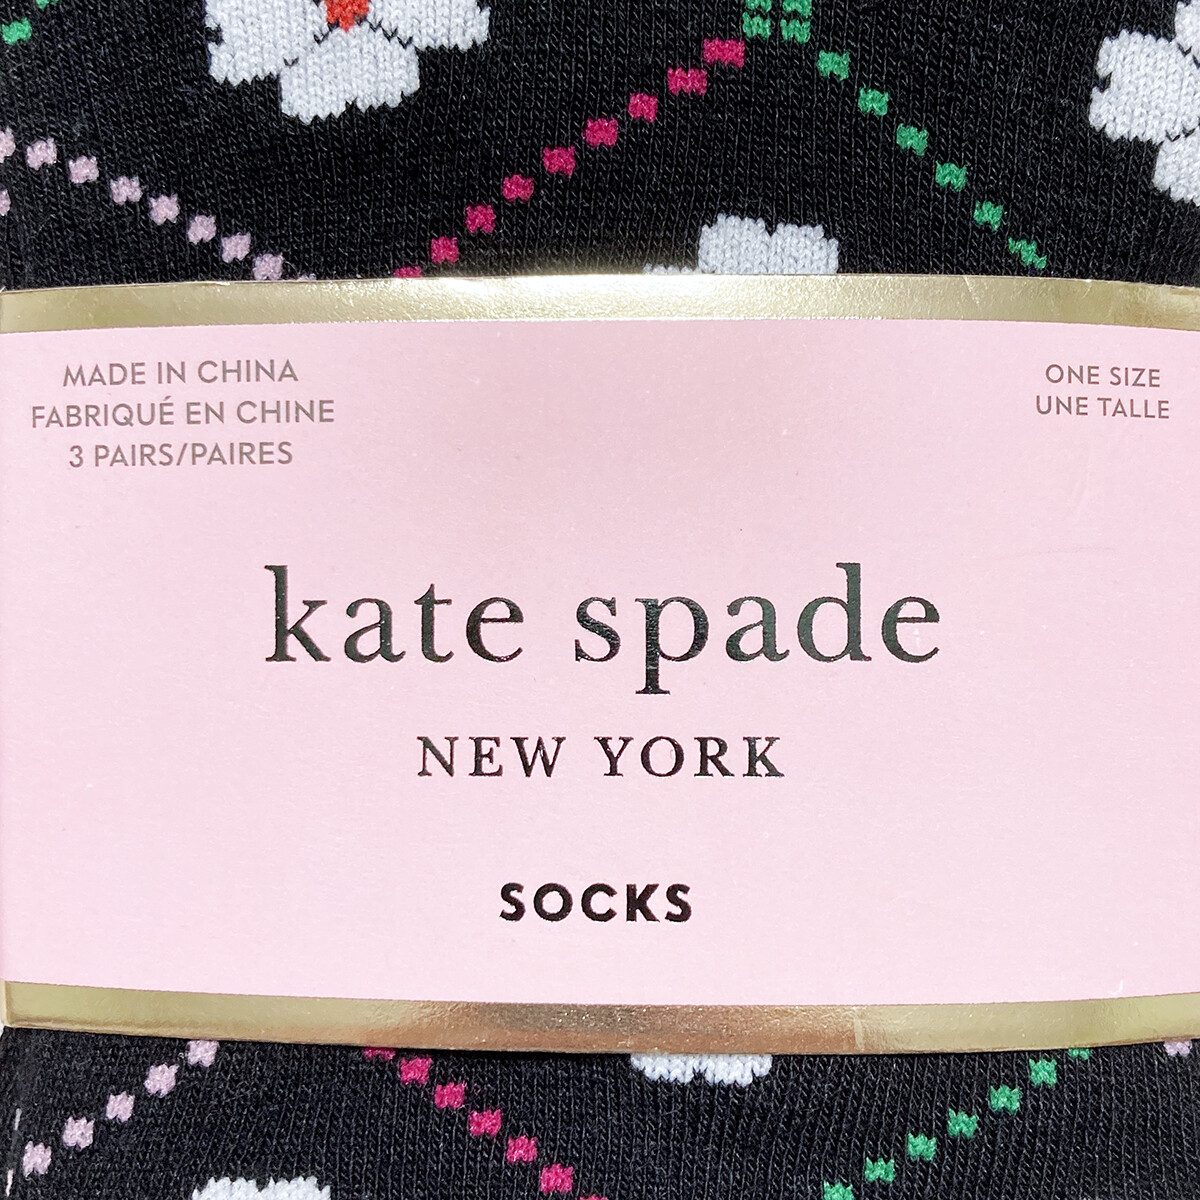 MADE IN CHINA
FABRIQUÉ EN CHINE
3 PAIRS/PAIRES
ONE SIZE
UNE TALLE
kate spade
NEW YORK
SOCKS